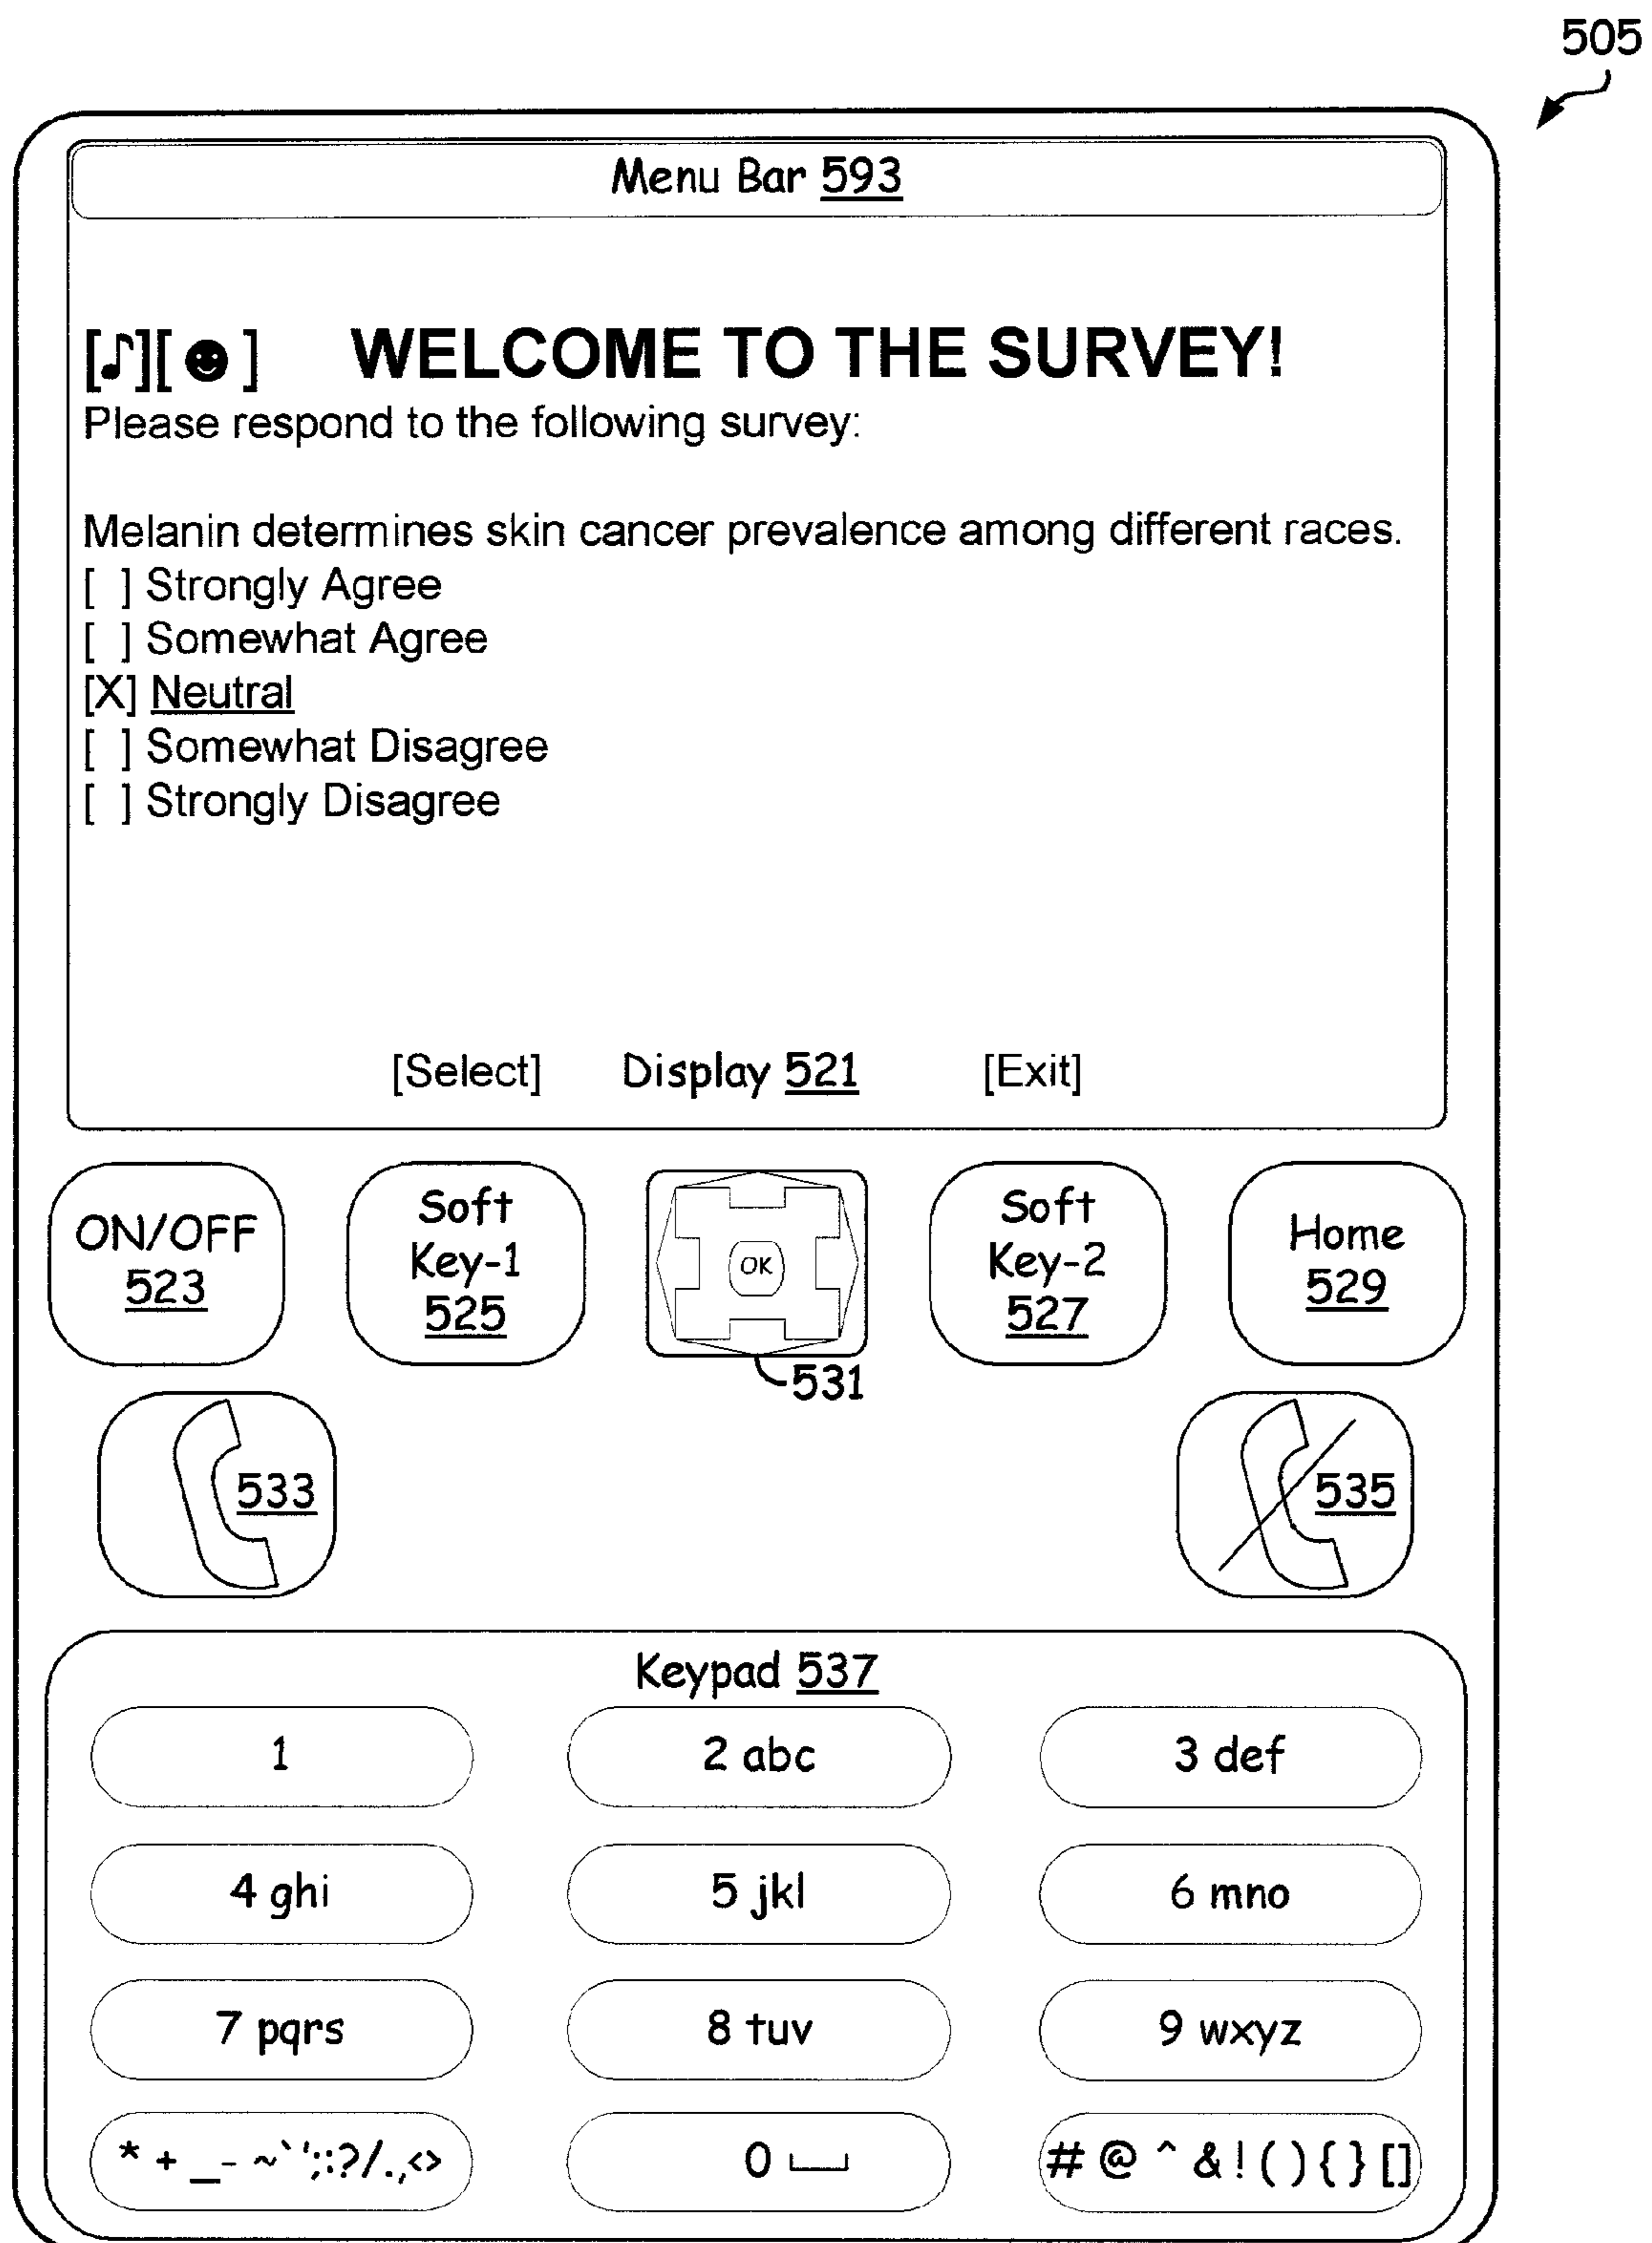 505
Menu Bar 593
[♪][☻] WELCOME TO THE SURVEY!
Please respond to the following survey:
Melanin determines skin cancer prevalence among different races.
[ ] Strongly Agree
[ ] Somewhat Agree
[X] Neutral
[ ] Somewhat Disagree
[ ] Strongly Disagree
[Select] Display 521 [Exit]
ON/OFF
523
Soft
Key-1
525
OK
531
Soft
Key-2
527
Home
529
533
535
Keypad 537
1
2 abc
3 def
4 ghi
5 jkl
6 mno
7 pqrs
8 tuv
9 wxyz
* + _- ~` ';:?/.,<>
0 ⎵
# @ ^ & ! ( ) { } []